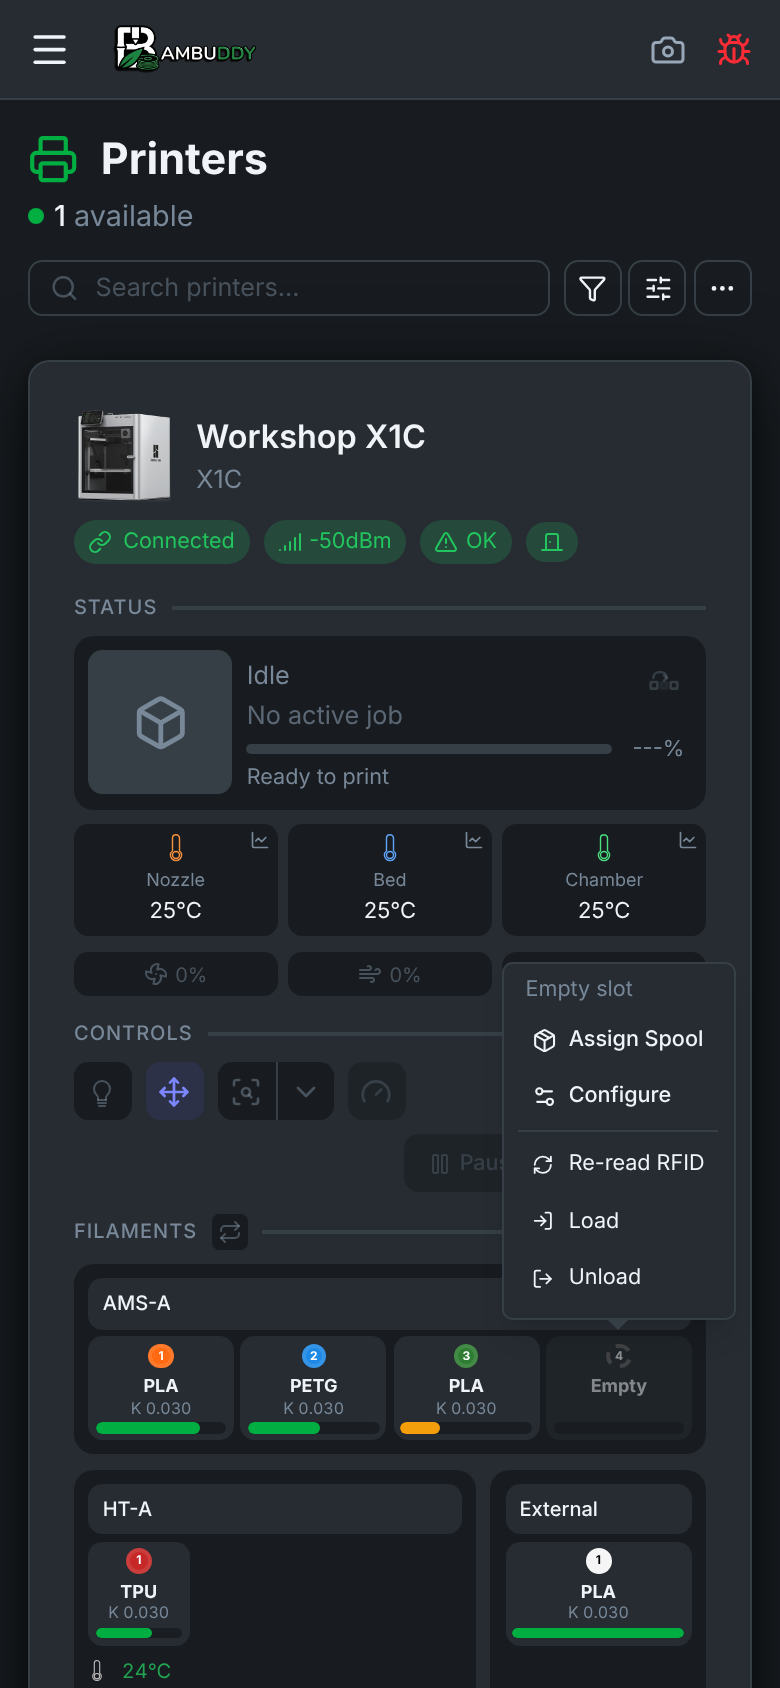 AMBUDDY
Printers
1 available
Search printers...
Workshop X1C
X1C
Connected
-50dBm
OK
STATUS
Idle
No active job
---%
Ready to print
Nozzle
25°C
Bed
25°C
Chamber
25°C
0%
0%
CONTROLS
Empty slot
Assign Spool
Configure
Re-read RFID
Load
Unload
FILAMENTS
AMS-A
1
PLA
K 0.030
2
PETG
K 0.030
3
PLA
K 0.030
4
Empty
HT-A
1
TPU
K 0.030
24°C
External
1
PLA
K 0.030